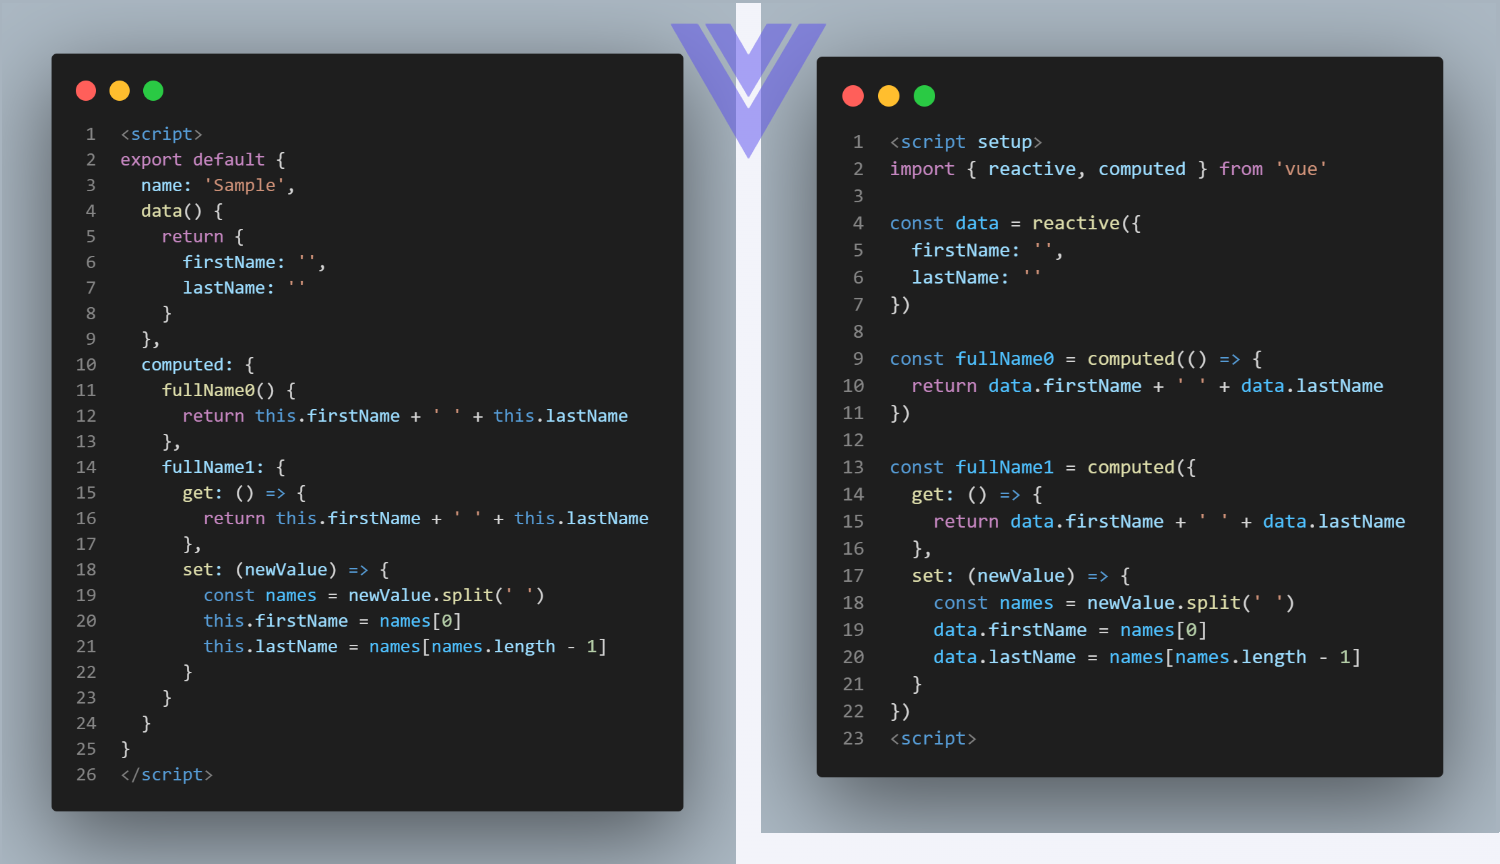 1 <script>
2 export default {
3   name: 'Sample',
4   data() {
5     return {
6       firstName: '',
7       lastName: ''
8     }
9   },
10   computed: {
11     fullName0() {
12       return this.firstName + ' ' + this.lastName
13     },
14     fullName1: {
15       get: () => {
16         return this.firstName + ' ' + this.lastName
17       },
18       set: (newValue) => {
19         const names = newValue.split(' ')
20         this.firstName = names[0]
21         this.lastName = names[names.length - 1]
22       }
23     }
24   }
25 }
26 </script>
1 <script setup>
2 import { reactive, computed } from 'vue'
3
4 const data = reactive({
5   firstName: '',
6   lastName: ''
7 })
8
9 const fullName0 = computed(() => {
10   return data.firstName + ' ' + data.lastName
11 })
12
13 const fullName1 = computed({
14   get: () => {
15     return data.firstName + ' ' + data.lastName
16   },
17   set: (newValue) => {
18     const names = newValue.split(' ')
19     data.firstName = names[0]
20     data.lastName = names[names.length - 1]
21   }
22 })
23 <script>